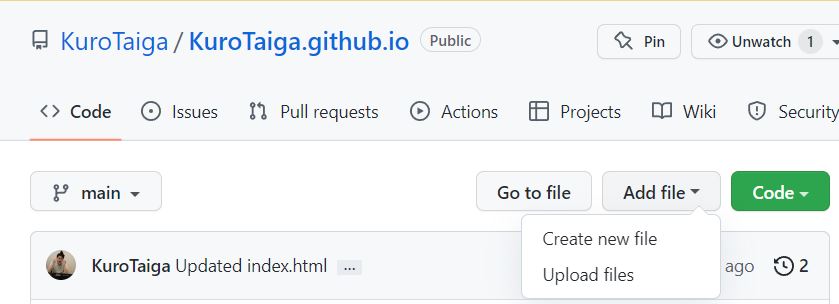 KuroTaiga / KuroTaiga.github.io Public Pin Unwatch 1
Code Issues Pull requests Actions Projects Wiki Security
main Go to file Add file Code
Create new file
KuroTaiga Updated index.html ... ago 2
Upload files